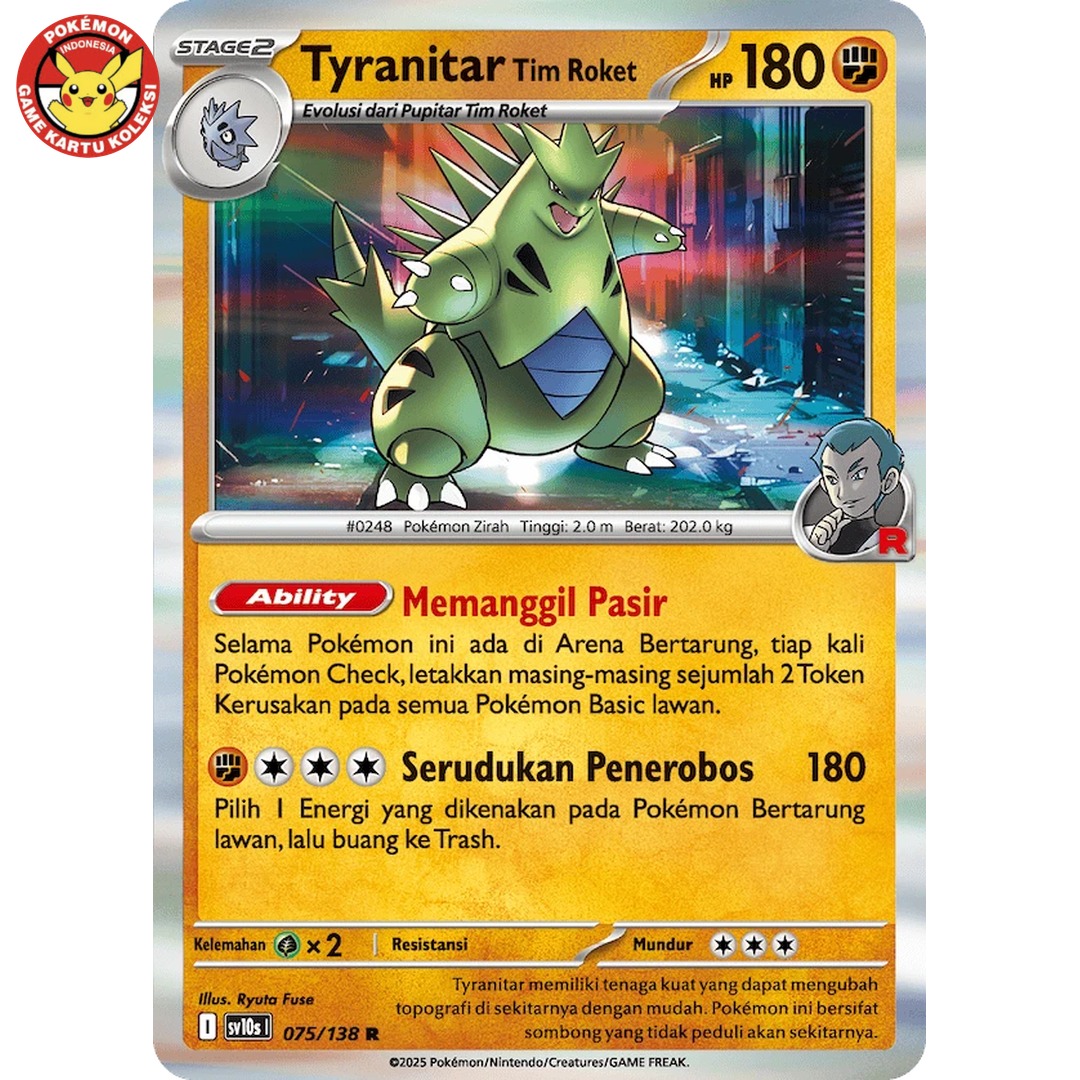 POKÉMON
INDONESIA
GAME KARTU KOLEKSI
STAGE2
Tyranitar Tim Roket
HP 180
Evolusi dari Pupitar Tim Roket
#0248 Pokémon Zirah Tinggi: 2.0 m Berat: 202.0 kg
R
Ability Memanggil Pasir
Selama Pokémon ini ada di Arena Bertarung, tiap kali
Pokémon Check, letakkan masing-masing sejumlah 2 Token
Kerusakan pada semua Pokémon Basic lawan.
Serudukan Penerobos 180
Pilih 1 Energi yang dikenakan pada Pokémon Bertarung
lawan, lalu buang ke Trash.
Kelemahan ×2 Resistansi Mundur
Tyranitar memiliki tenaga kuat yang dapat mengubah
topografi di sekitarnya dengan mudah. Pokémon ini bersifat
sombong yang tidak peduli akan sekitarnya.
Illus. Ryuta Fuse
I sv10s I 075/138 R
©2025 Pokémon/Nintendo/Creatures/GAME FREAK.